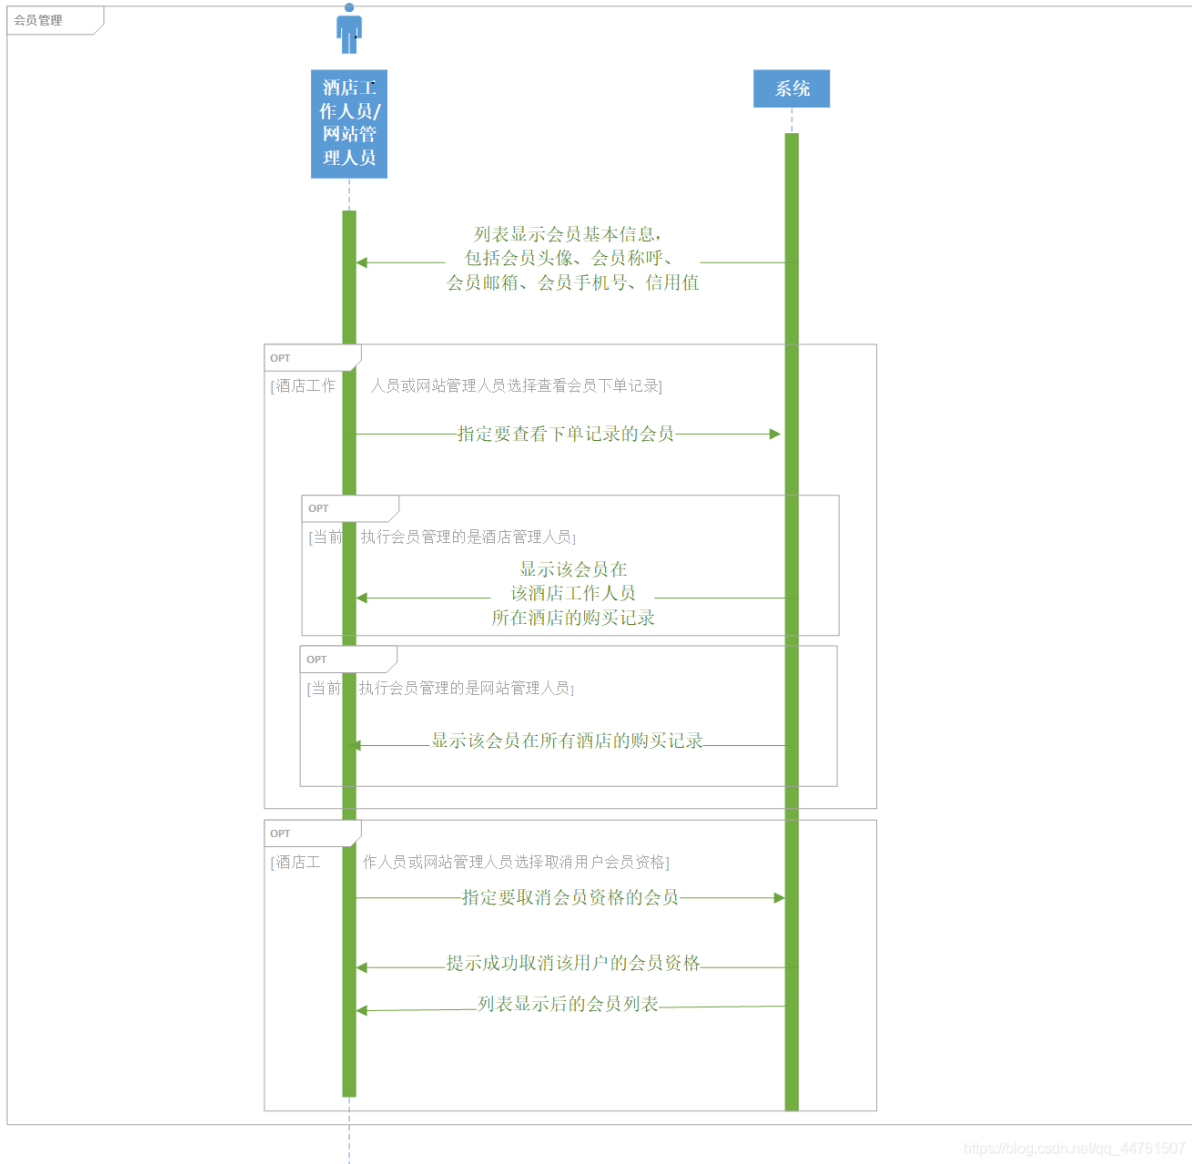 会员管理
酒店工
作人员/
网站管
理人员
系统
列表显示会员基本信息，
包括会员头像、会员称呼、
会员邮箱、会员手机号、信用值
OPT
[酒店工作 人员或网站管理人员选择查看会员下单记录]
指定要查看下单记录的会员
OPT
[当前 执行会员管理的是酒店管理人员]
显示该会员在
该酒店工作人员
所在酒店的购买记录
OPT
[当前 执行会员管理的是网站管理人员]
显示该会员在所有酒店的购买记录
OPT
[酒店工 作人员或网站管理人员选择取消用户会员资格]
指定要取消会员资格的会员
提示成功取消该用户的会员资格
列表显示后的会员列表
https://blog.csdn.net/qq_44761507